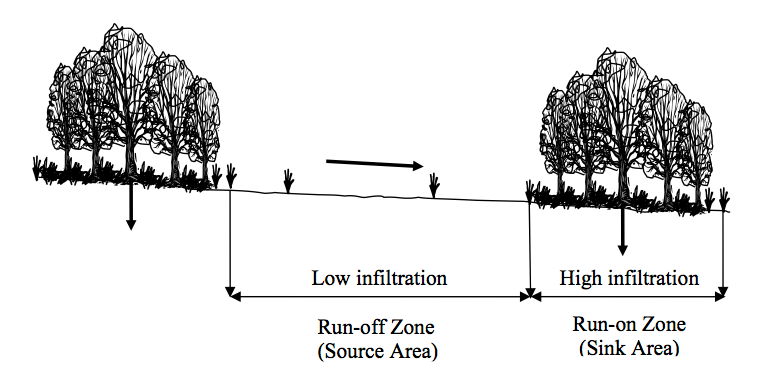 Low infiltration
High infiltration
Run-off Zone
(Source Area)
Run-on Zone
(Sink Area)